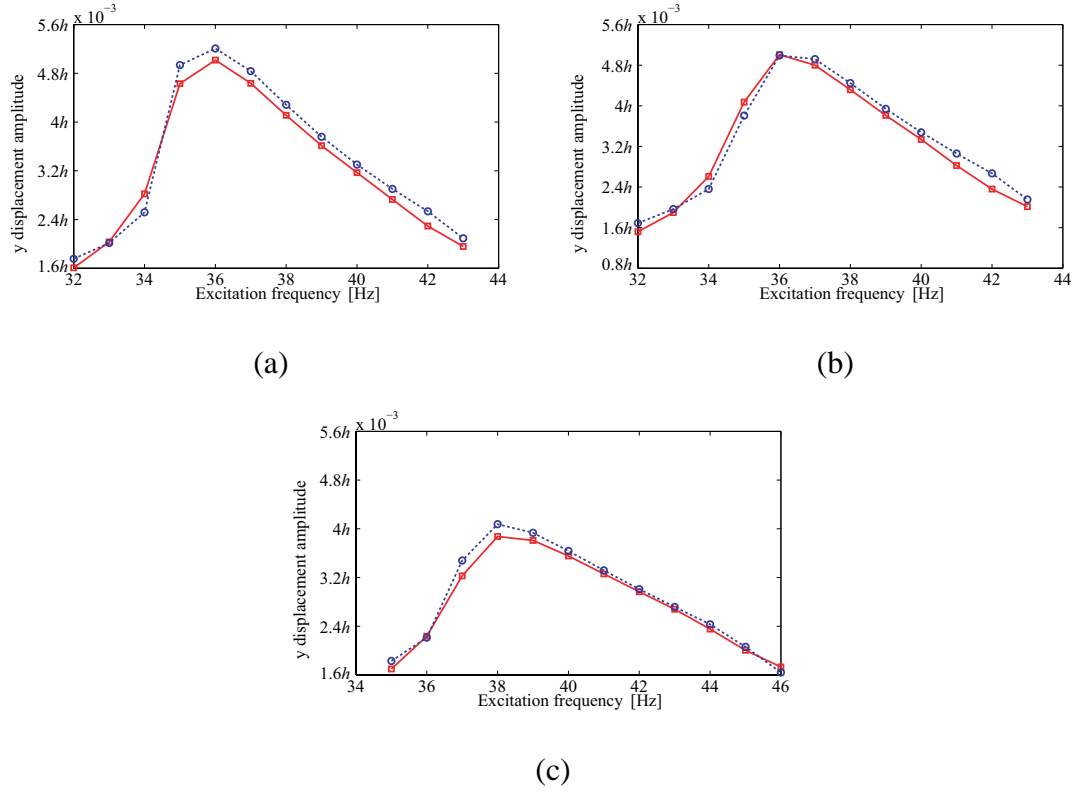 x 10⁻³
5.6h
4.8h
4h
3.2h
2.4h
1.6h
y displacement amplitude
32 34 36 38 40 42 44
Excitation frequency [Hz]
(a)
x 10⁻³
5.6h
4.8h
4h
3.2h
2.4h
1.6h
0.8h
y displacement amplitude
32 34 36 38 40 42 44
Excitation frequency [Hz]
(b)
x 10⁻³
5.6h
4.8h
4h
3.2h
2.4h
1.6h
y displacement amplitude
34 36 38 40 42 44 46
Excitation frequency [Hz]
(c)